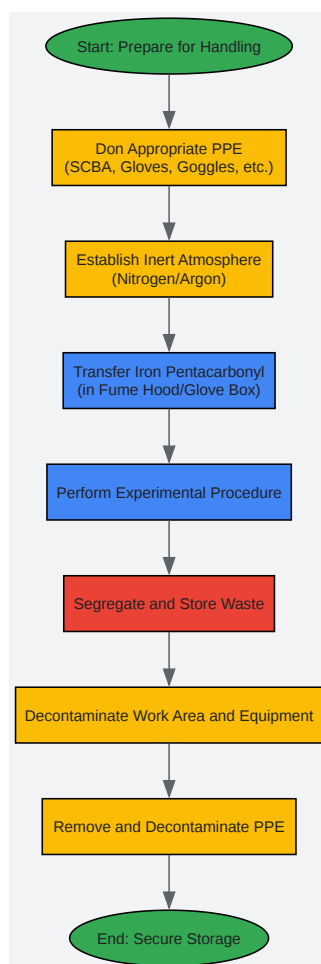 Start: Prepare for Handling
Don Appropriate PPE
(SCBA, Gloves, Goggles, etc.)
Establish Inert Atmosphere
(Nitrogen/Argon)
Transfer Iron Pentacarbonyl
(in Fume Hood/Glove Box)
Perform Experimental Procedure
Segregate and Store Waste
Decontaminate Work Area and Equipment
Remove and Decontaminate PPE
End: Secure Storage